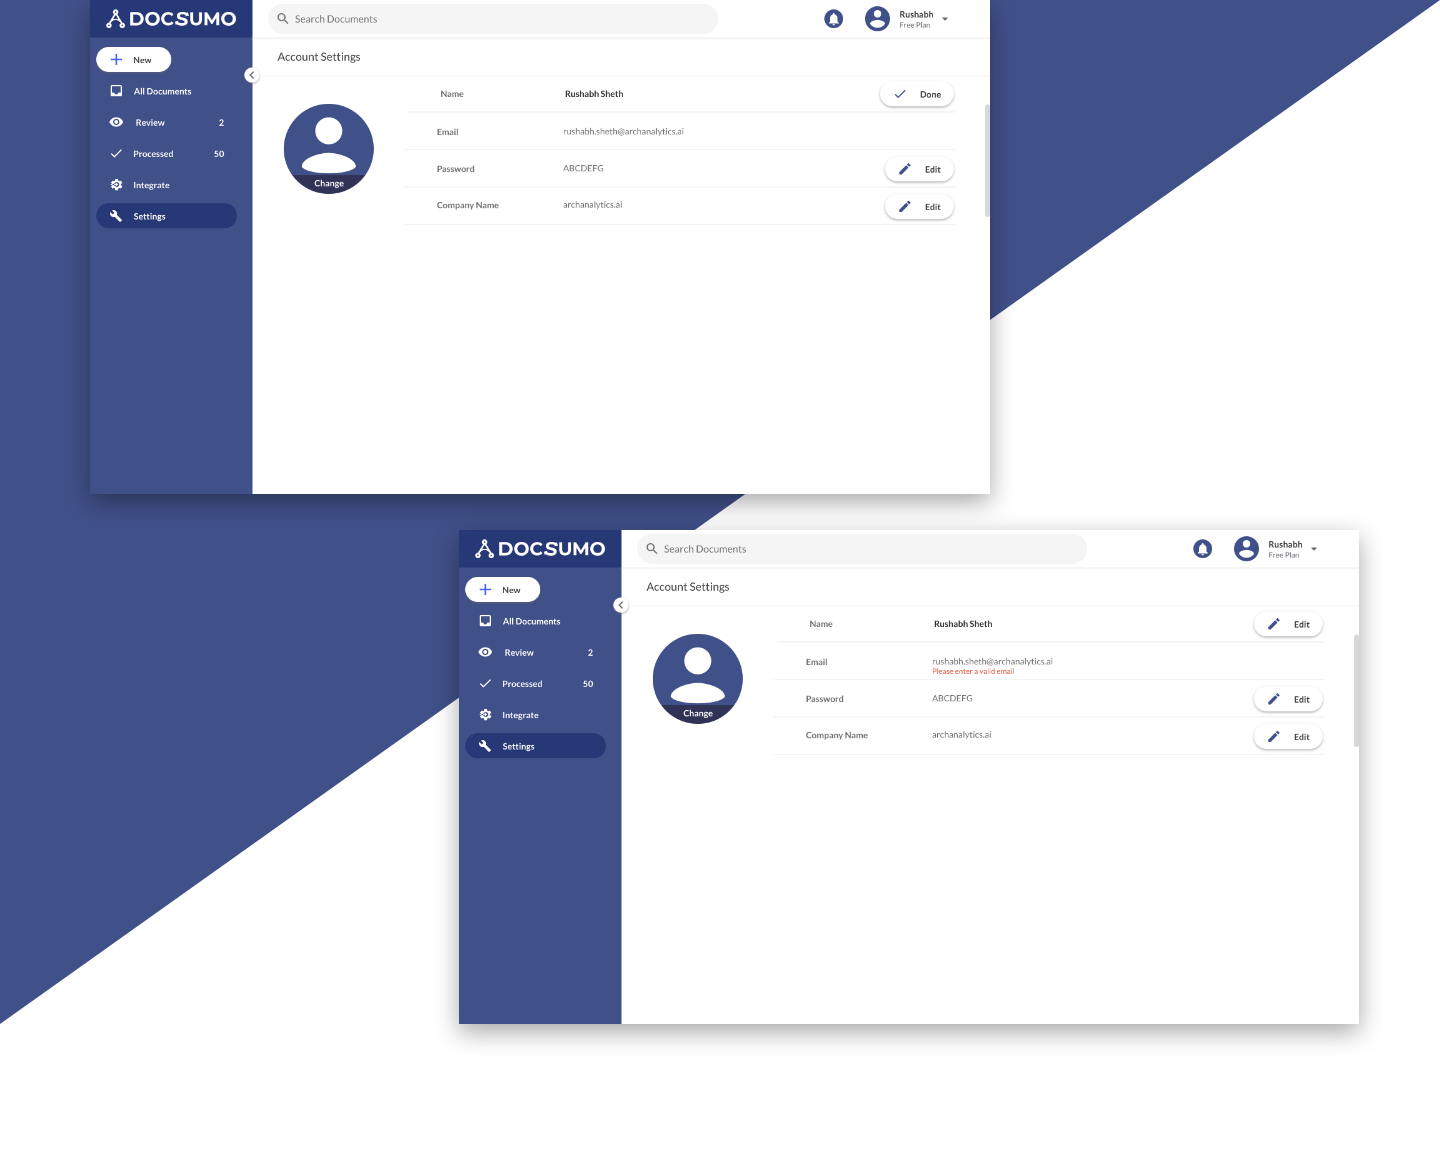 DOCSUMO
Search Documents
Rushabh
Free Plan
New
All Documents
Review 2
Processed 50
Integrate
Settings
Account Settings
Change
Name Rushabh Sheth Done
Email rushabh.sheth@archanalytics.ai
Password ABCDEFG Edit
Company Name archanalytics.ai Edit
DOCSUMO
Search Documents
Rushabh
Free Plan
New
All Documents
Review 2
Processed 50
Integrate
Settings
Account Settings
Change
Name Rushabh Sheth Edit
Email rushabh.sheth@archanalytics.ai
Please enter a valid email
Password ABCDEFG Edit
Company Name archanalytics.ai Edit